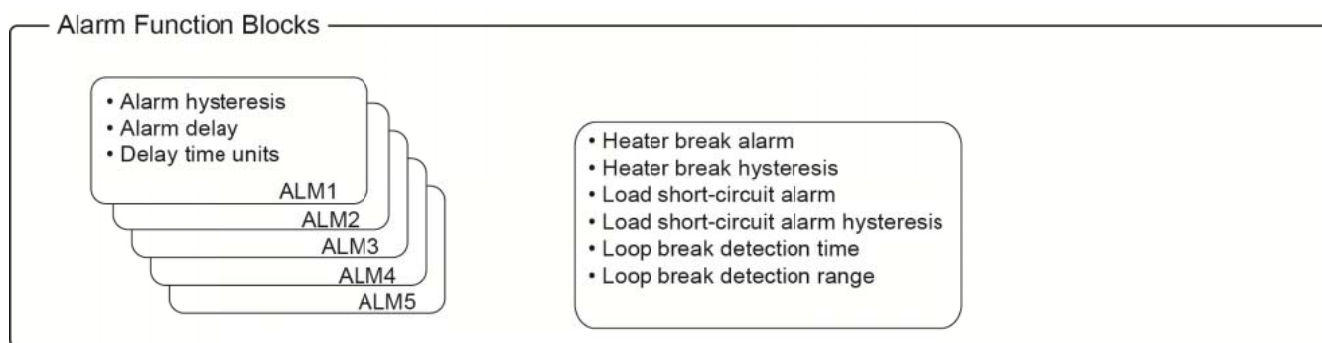 Alarm Function Blocks
• Alarm hysteresis
• Alarm delay
• Delay time units
ALM1
ALM2
ALM3
ALM4
ALM5
• Heater break alarm
• Heater break hysteresis
• Load short-circuit alarm
• Load short-circuit alarm hysteresis
• Loop break detection time
• Loop break detection range